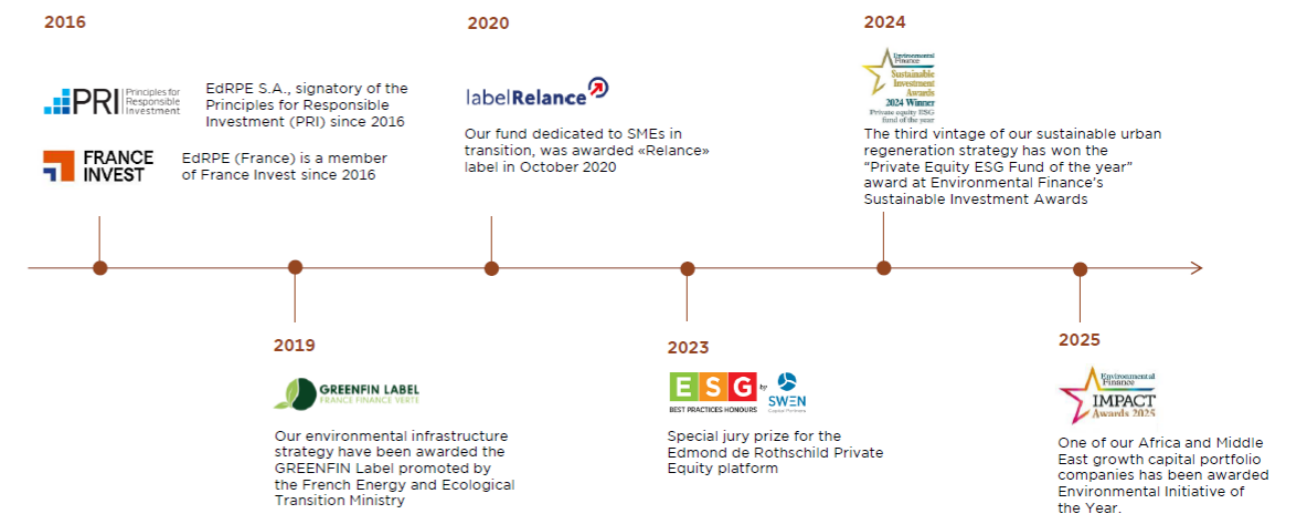 2016
PRI Principles for
Responsible
Investment
EdRPE S.A., signatory of the
Principles for Responsible
Investment (PRI) since 2016
FRANCE
INVEST
EdRPE (France) is a member
of France Invest since 2016
2019
GREENFIN LABEL
FRANCE FINANCE VERTE
Our environmental infrastructure
strategy have been awarded the
GREENFIN Label promoted by
the French Energy and Ecological
Transition Ministry
2020
labelRelance
Our fund dedicated to SMEs in
transition, was awarded «Relance»
label in October 2020
2023
ESG by
BEST PRACTICES HONOURS
SWEN
Capital Partners
Special jury prize for the
Edmond de Rothschild Private
Equity platform
2024
Environmental
Finance
Sustainable
Investment
Awards
2024 Winner
Private equity ESG
fund of the year
The third vintage of our sustainable urban
regeneration strategy has won the
"Private Equity ESG Fund of the year"
award at Environmental Finance's
Sustainable Investment Awards
2025
Environmental
Finance
IMPACT
Awards 2025
One of our Africa and Middle
East growth capital portfolio
companies has been awarded
Environmental Initiative of
the Year.